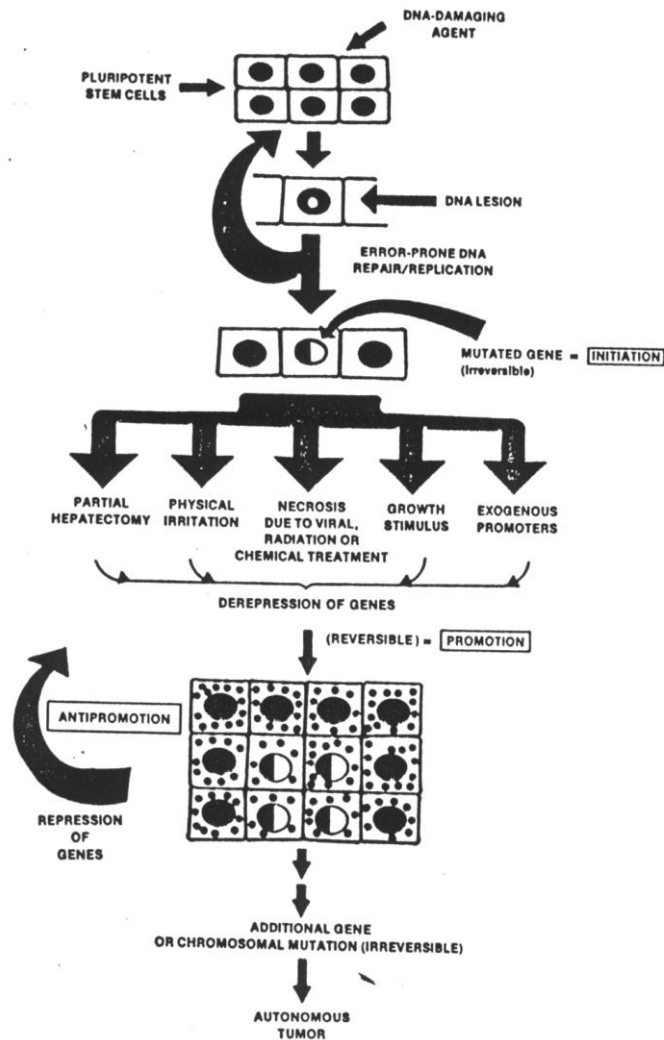 DNA-DAMAGING
AGENT
PLURIPOTENT
STEM CELLS
DNA LESION
ERROR-PRONE DNA
REPAIR/REPLICATION
MUTATED GENE = INITIATION
(Irreversible)
PARTIAL
HEPATECTOMY
PHYSICAL
IRRITATION
NECROSIS
DUE TO VIRAL,
RADIATION OR
CHEMICAL TREATMENT
GROWTH
STIMULUS
EXOGENOUS
PROMOTERS
DEREPRESSION OF GENES
(REVERSIBLE) = PROMOTION
ANTIPROMOTION
REPRESSION
OF
GENES
ADDITIONAL GENE
OR CHROMOSOMAL MUTATION (IRREVERSIBLE)
AUTONOMOUS
TUMOR